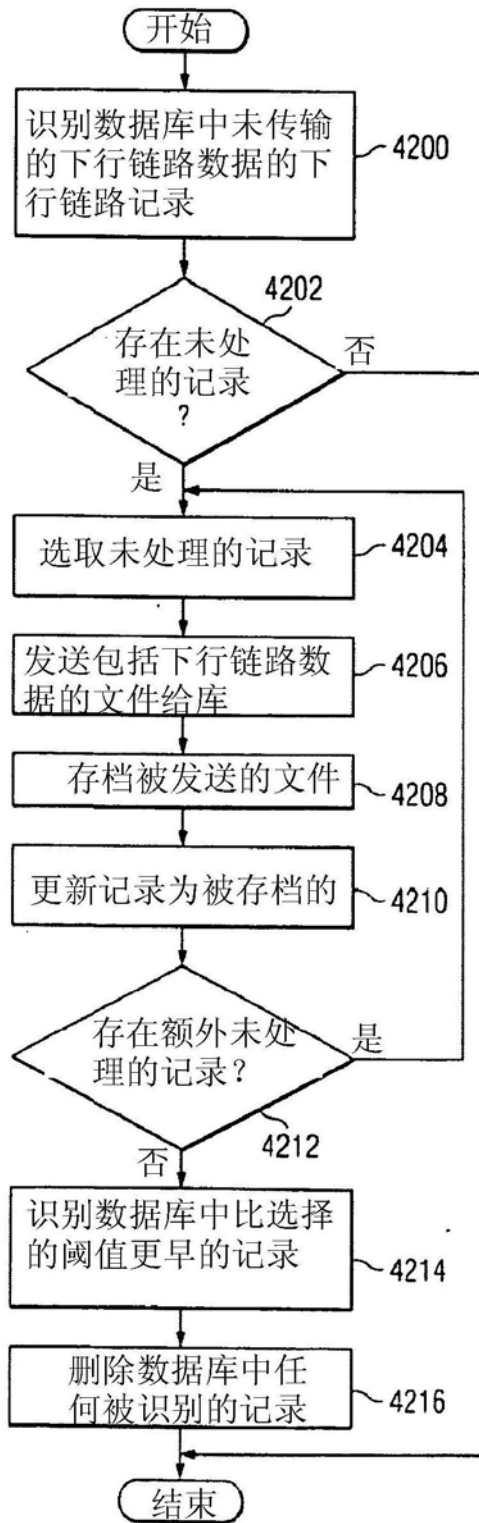 开始
识别数据库中未传输
的下行链路数据的下
行链路记录
4200
4202
存在未处
理的记录
?
否
是
选取未处理的记录
4204
发送包括下行链路数
据的文件给库
4206
存档被发送的文件
4208
更新记录为被存档的
4210
存在额外未处
理的记录?
是
4212
否
识别数据库中比选择
的阈值更早的记录
4214
删除数据库中任
何被识别的记录
4216
结束